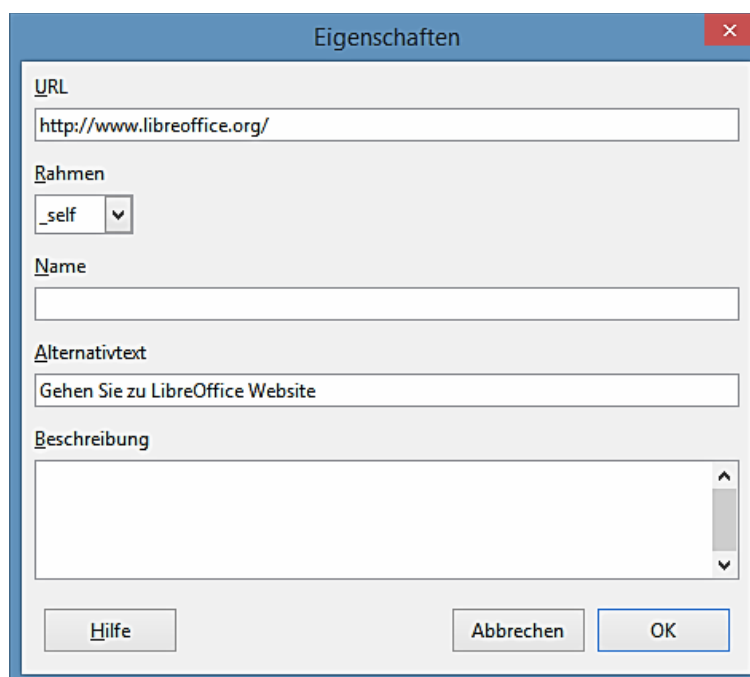 Eigenschaften
URL
http://www.libreoffice.org/
Rahmen
_self
Name
Alternativtext
Gehen Sie zu LibreOffice Website
Beschreibung
Hilfe Abbrechen OK